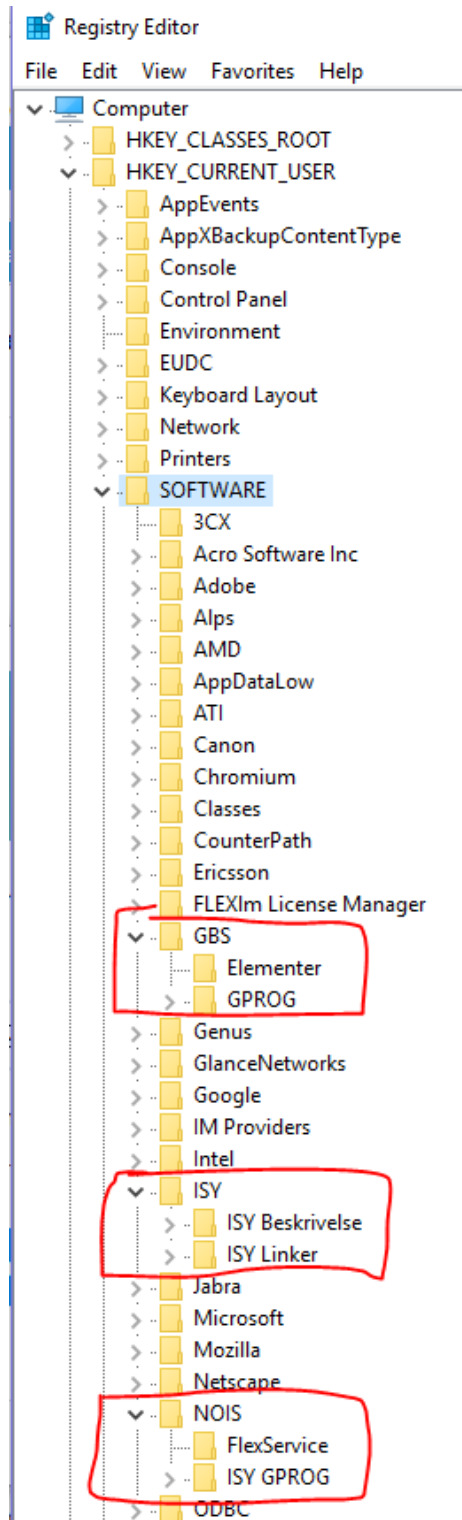 Registry Editor
File Edit View Favorites Help
Computer
HKEY_CLASSES_ROOT
HKEY_CURRENT_USER
AppEvents
AppXBackupContentType
Console
Control Panel
Environment
EUDC
Keyboard Layout
Network
Printers
SOFTWARE
3CX
Acro Software Inc
Adobe
Alps
AMD
AppDataLow
ATI
Canon
Chromium
Classes
CounterPath
Ericsson
FLEXlm License Manager
GBS
Elementer
GPROG
Genus
GlanceNetworks
Google
IM Providers
Intel
ISY
ISY Beskrivelse
ISY Linker
Jabra
Microsoft
Mozilla
Netscape
NOIS
FlexService
ISY GPROG
ODBC